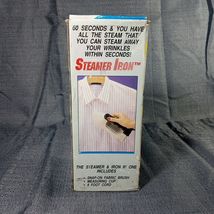 60 SECONDS & YOU HAVE
ALL THE STEAM THAT
YOU CAN STEAM AWAY
YOUR WRINKLES
WITHIN SECONDS!
STEAMER IRON™
THE STEAMER & IRON IN ONE
INCLUDES
- SNAP-ON FABRIC BRUSH
- MEASURING CUP
- 8 FOOT CORD